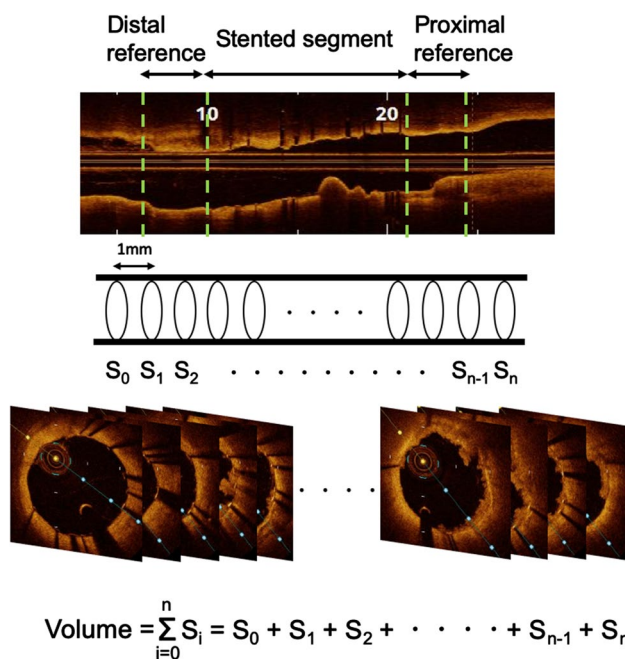 Distal reference
Stented segment
Proximal reference
10
20
1mm
S₀ S₁ S₂ · · · · · · · · · Sₙ₋₁ Sₙ
Volume = ∑ⁿᵢ₌₀ Sᵢ = S₀ + S₁ + S₂ + · · · · + Sₙ₋₁ + Sₙ